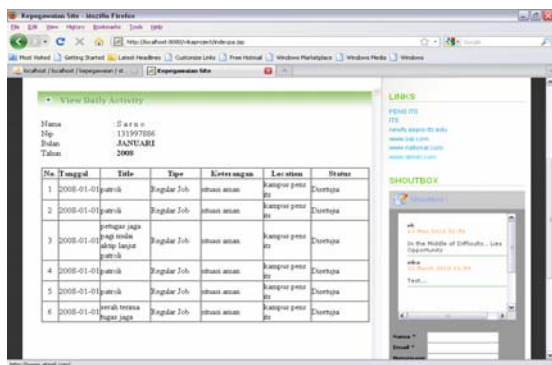 Kepegawaian Site - Mozilla Firefox
File Edit View History Bookmarks Tools Help
Most Visited Getting Started Latest Headlines Customize Links Free Hotmail Windows Marketplace Windows Media Windows
Kepegawaian Site
View Daily Activity
Nama : Sarno
Nip : 131997886
Bulan : JANUARI
Tahun : 2008
No. Tanggal Title Tipe Keterangan Location Status
1 2008-01-01 patroli Regular Job situasi aman kampus pens its Disetujui
2 2008-01-01 patroli Regular Job situasi aman kampus pens its Disetujui
3 2008-01-01 petugas jaga pagi mulai aktip lanjut patroli Regular Job situasi aman kampus pens its Disetujui
4 2008-01-01 patroli Regular Job situasi aman kampus pens its Disetujui
5 2008-01-01 patroli Regular Job situasi aman kampus pens its Disetujui
6 2008-01-01 serah terima tugas jaga Regular Job situasi aman kampus pens its Disetujui
LINKS
PENS ITS
ITS
SHOUTBOX
In the Middle of Difficulty... Lies Opportunity
Test...
Nama *
Email *